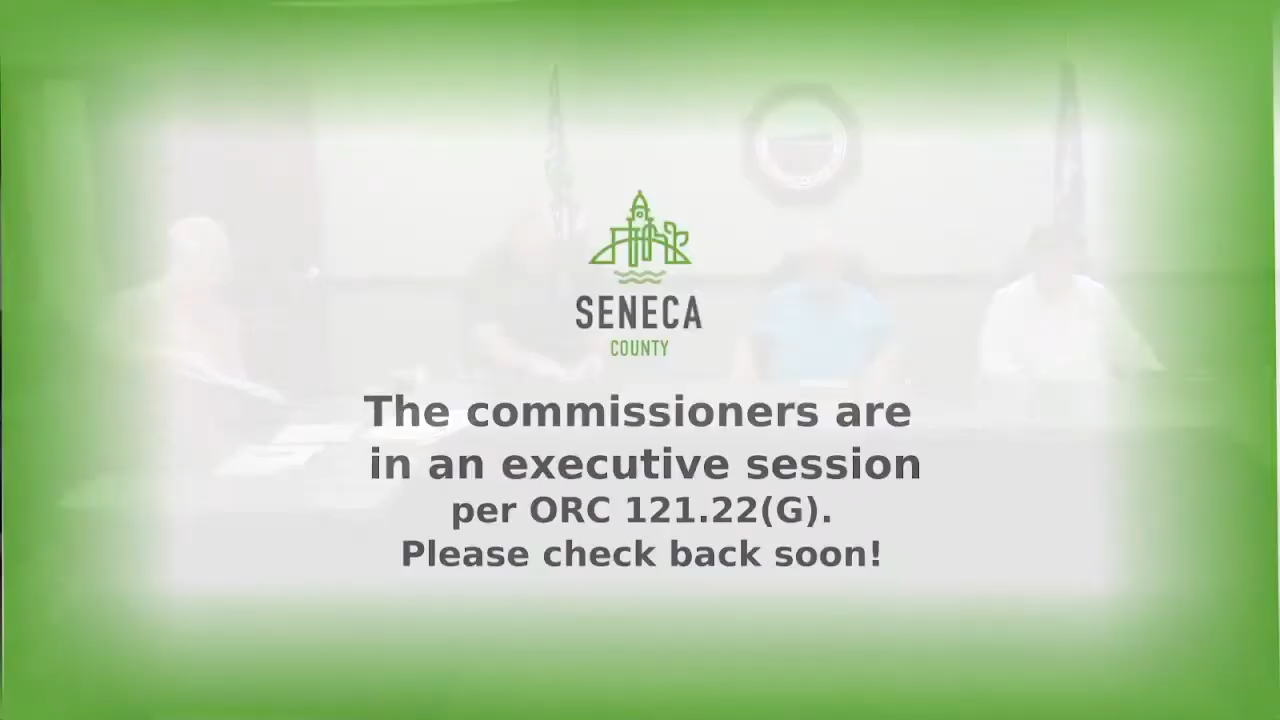 SENECA
COUNTY
The commissioners are
in an executive session
per ORC 121.22(G).
Please check back soon!